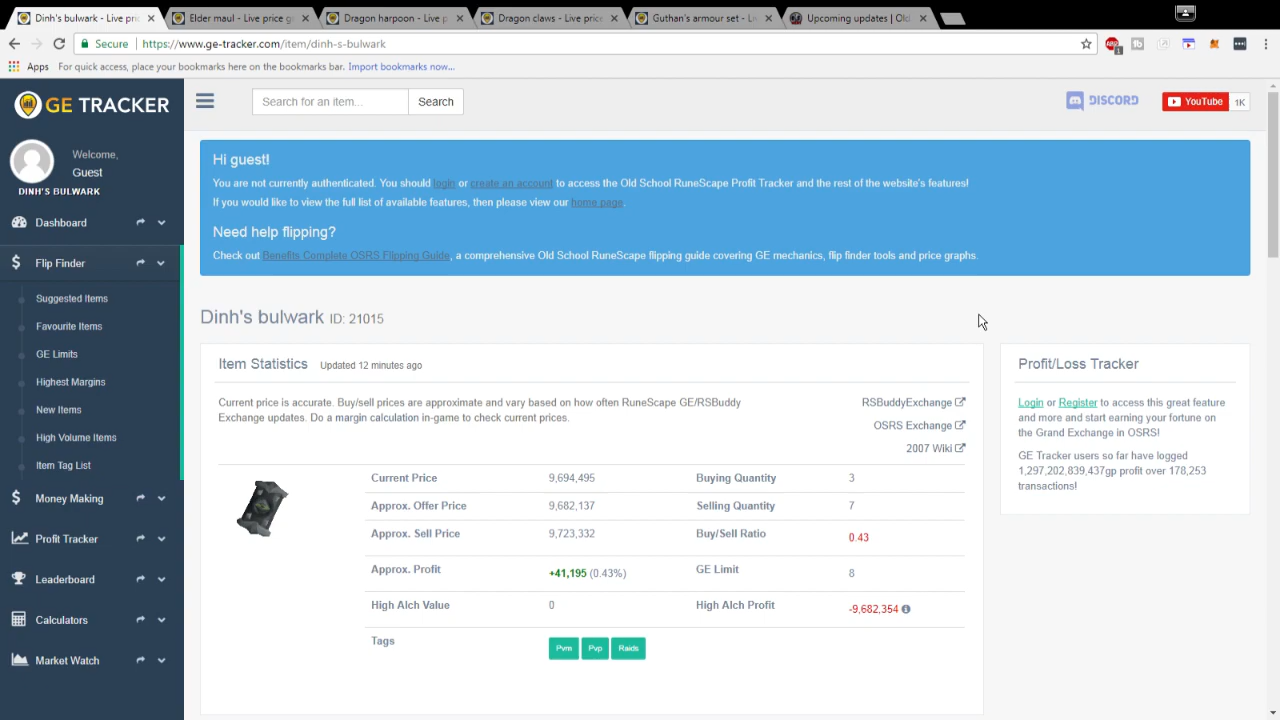 Dinh's bulwark - Live pri
Elder maul - Live price g
Dragon harpoon - Live p
Dragon claws - Live price
Guthan's armour set - Liv
Upcoming updates | Old
Secure
https://www.ge-tracker.com/item/dinh-s-bulwark
1
Apps
For quick access, place your bookmarks here on the bookmarks bar. Import bookmarks now...
GE TRACKER
Search for an item...
Search
DISCORD
YouTube
1K
Welcome,
Guest
DINH'S BULWARK
Dashboard
Flip Finder
Suggested Items
Favourite Items
GE Limits
Highest Margins
New Items
High Volume Items
Item Tag List
Money Making
Profit Tracker
Leaderboard
Calculators
Market Watch
Hi guest!
You are not currently authenticated. You should login or create an account to access the Old School RuneScape Profit Tracker and the rest of the website's features!
If you would like to view the full list of available features, then please view our home page.
Need help flipping?
Check out Benefits Complete OSRS Flipping Guide, a comprehensive Old School RuneScape flipping guide covering GE mechanics, flip finder tools and price graphs.
Dinh's bulwark ID: 21015
Item Statistics Updated 12 minutes ago
Current price is accurate. Buy/sell prices are approximate and vary based on how often RuneScape GE/RSBuddy
Exchange updates. Do a margin calculation in-game to check current prices.
RSBuddyExchange
OSRS Exchange
2007 Wiki
Current Price 9,694,495 Buying Quantity 3
Approx. Offer Price 9,682,137 Selling Quantity 7
Approx. Sell Price 9,723,332 Buy/Sell Ratio 0.43
Approx. Profit +41,195 (0.43%) GE Limit 8
High Alch Value 0 High Alch Profit -9,682,354
Tags Pvm Pvp Raids
Profit/Loss Tracker
Login or Register to access this great feature
and more and start earning your fortune on
the Grand Exchange in OSRS!
GE Tracker users so far have logged
1,297,202,839,437gp profit over 178,253
transactions!